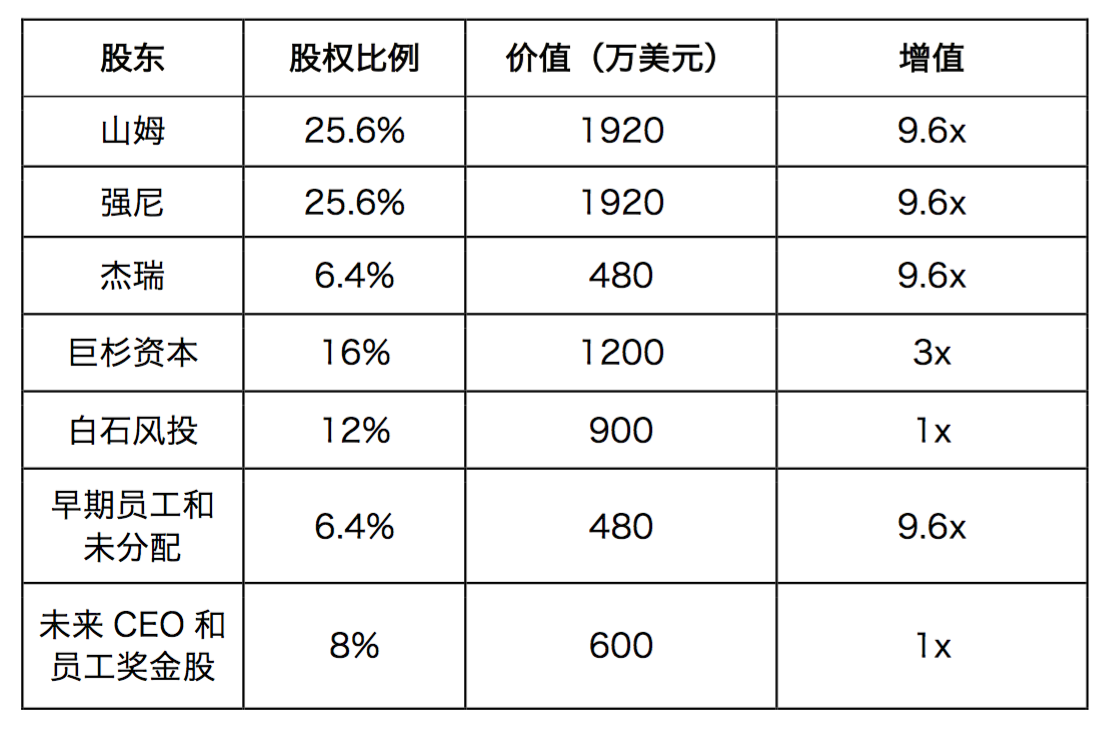 股东 股权比例 价值（万美元） 增值
山姆 25.6% 1920 9.6x
强尼 25.6% 1920 9.6x
杰瑞 6.4% 480 9.6x
巨杉资本 16% 1200 3x
白石风投 12% 900 1x
早期员工和
未分配 6.4% 480 9.6x
未来 CEO 和
员工奖金股 8% 600 1x